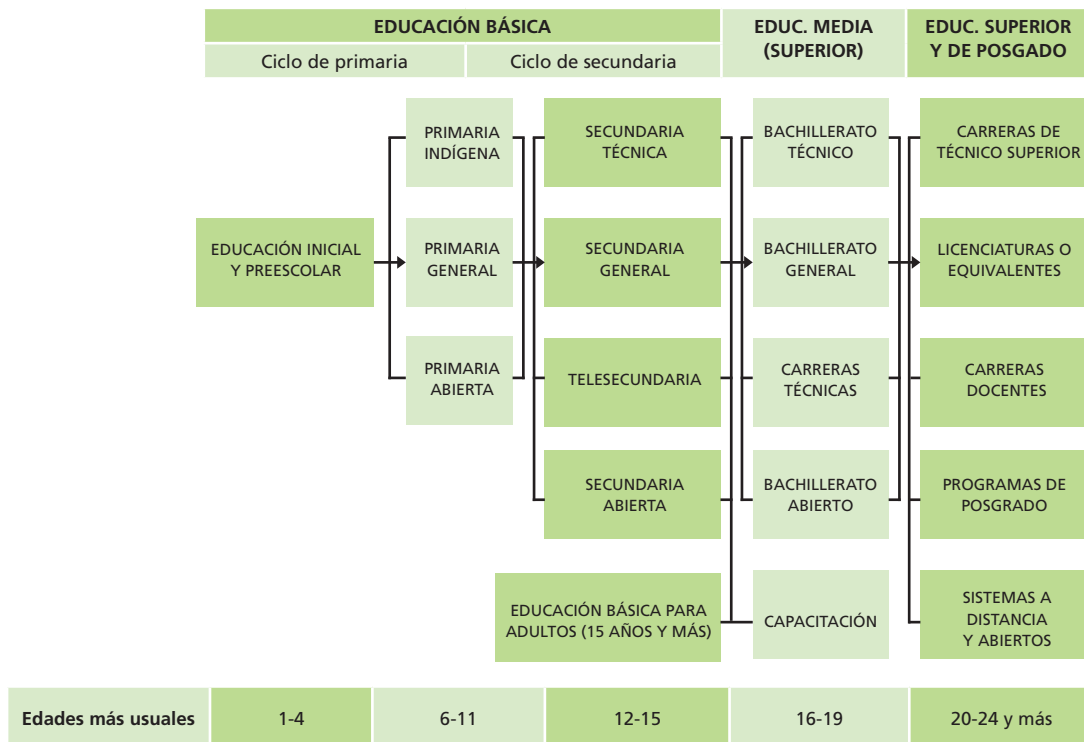 EDUCACIÓN BÁSICA
EDUC. MEDIA
(SUPERIOR)
EDUC. SUPERIOR
Y DE POSGADO
Ciclo de primaria
Ciclo de secundaria
EDUCACIÓN INICIAL
Y PREESCOLAR
PRIMARIA
INDÍGENA
PRIMARIA
GENERAL
PRIMARIA
ABIERTA
SECUNDARIA
TÉCNICA
SECUNDARIA
GENERAL
TELESECUNDARIA
SECUNDARIA
ABIERTA
EDUCACIÓN BÁSICA PARA
ADULTOS (15 AÑOS Y MÁS)
BACHILLERATO
TÉCNICO
BACHILLERATO
GENERAL
CARRERAS
TÉCNICAS
BACHILLERATO
ABIERTO
CAPACITACIÓN
CARRERAS DE
TÉCNICO SUPERIOR
LICENCIATURAS O
EQUIVALENTES
CARRERAS
DOCENTES
PROGRAMAS DE
POSGRADO
SISTEMAS A
DISTANCIA
Y ABIERTOS
Edades más usuales 1-4 6-11 12-15 16-19 20-24 y más